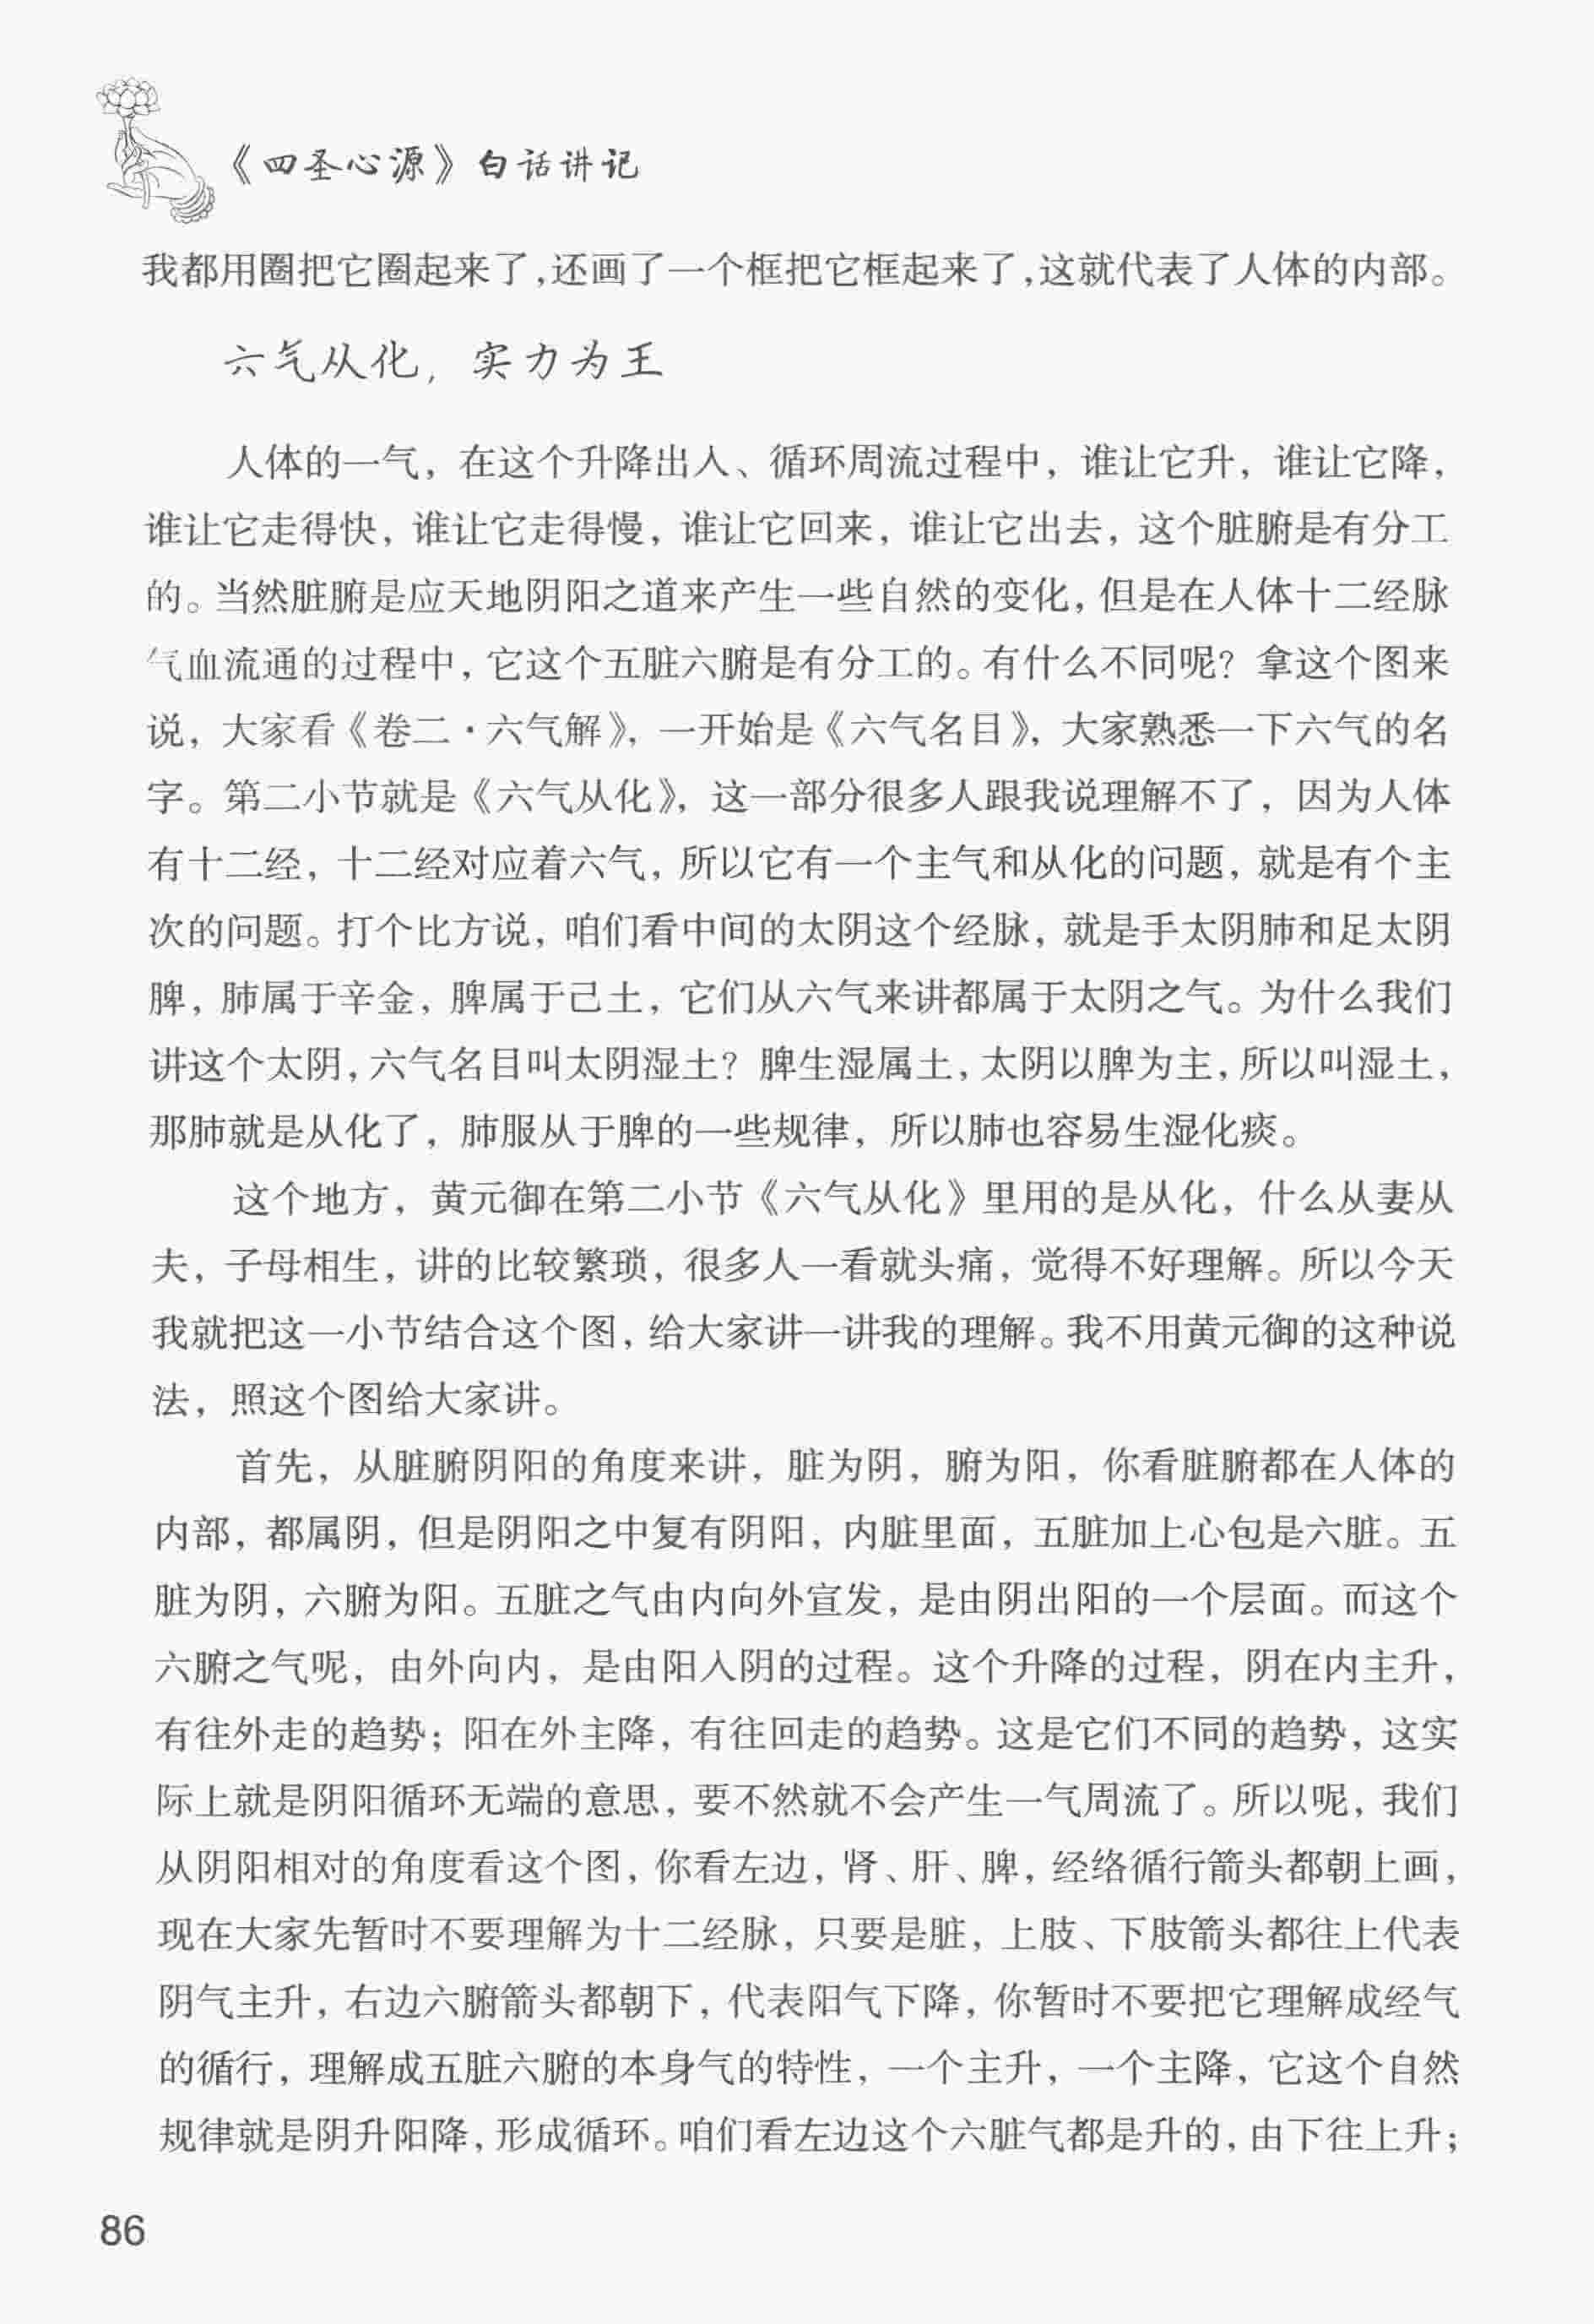 《四圣心源》白话讲记
我都用圈把它圈起来了,还画了一个框把它框起来了,这就代表了人体的内部。
六气从化，实力为王
人体的一气，在这个升降出入、循环周流过程中，谁让它升，谁让它降，
谁让它走得快，谁让它走得慢，谁让它回来，谁让它出去，这个脏腑是有分工
的。当然脏腑是应天地阴阳之道来产生一些自然的变化，但是在人体十二经脉
气血流通的过程中，它这个五脏六腑是有分工的。有什么不同呢？拿这个图来
说，大家看《卷二·六气解》，一开始是《六气名目》，大家熟悉一下六气的名
字。第二小节就是《六气从化》，这一部分很多人跟我说理解不了，因为人体
有十二经，十二经对应着六气，所以它有一个主气和从化的问题，就是有个主
次的问题。打个比方说，咱们看中间的太阴这个经脉，就是手太阴肺和足太阴
脾，肺属于辛金，脾属于己土，它们从六气来讲都属于太阴之气。为什么我们
讲这个太阴，六气名目叫太阴湿土？脾生湿属土，太阴以脾为主，所以叫湿土，
那肺就是从化了，肺服从于脾的一些规律，所以肺也容易生湿化痰。
这个地方，黄元御在第二小节《六气从化》里用的是从化，什么从妻从
夫，子母相生，讲的比较繁琐，很多人一看就头痛，觉得不好理解。所以今天
我就把这一小节结合这个图，给大家讲一讲我的理解。我不用黄元御的这种说
法，照这个图给大家讲。
首先，从脏腑阴阳的角度来讲，脏为阴，腑为阳，你看脏腑都在人体的
内部，都属阴，但是阴阳之中复有阴阳，内脏里面，五脏加上心包是六脏。五
脏为阴，六腑为阳。五脏之气由内向外宣发，是由阴出阳的一个层面。而这个
六腑之气呢，由外向内，是由阳入阴的过程。这个升降的过程，阴在内主升，
有往外走的趋势；阳在外主降，有往回走的趋势。这是它们不同的趋势，这实
际上就是阴阳循环无端的意思，要不然就不会产生一气周流了。所以呢，我们
从阴阳相对的角度看这个图，你看左边，肾、肝、脾，经络循行箭头都朝上画，
现在大家先暂时不要理解为十二经脉，只要是脏，上肢、下肢箭头都往上代表
阴气主升，右边六腑箭头都朝下，代表阳气下降，你暂时不要把它理解成经气
的循行，理解成五脏六腑的本身气的特性，一个主升，一个主降，它这个自然
规律就是阴升阳降，形成循环。咱们看左边这个六脏气都是升的，由下往上升；
86